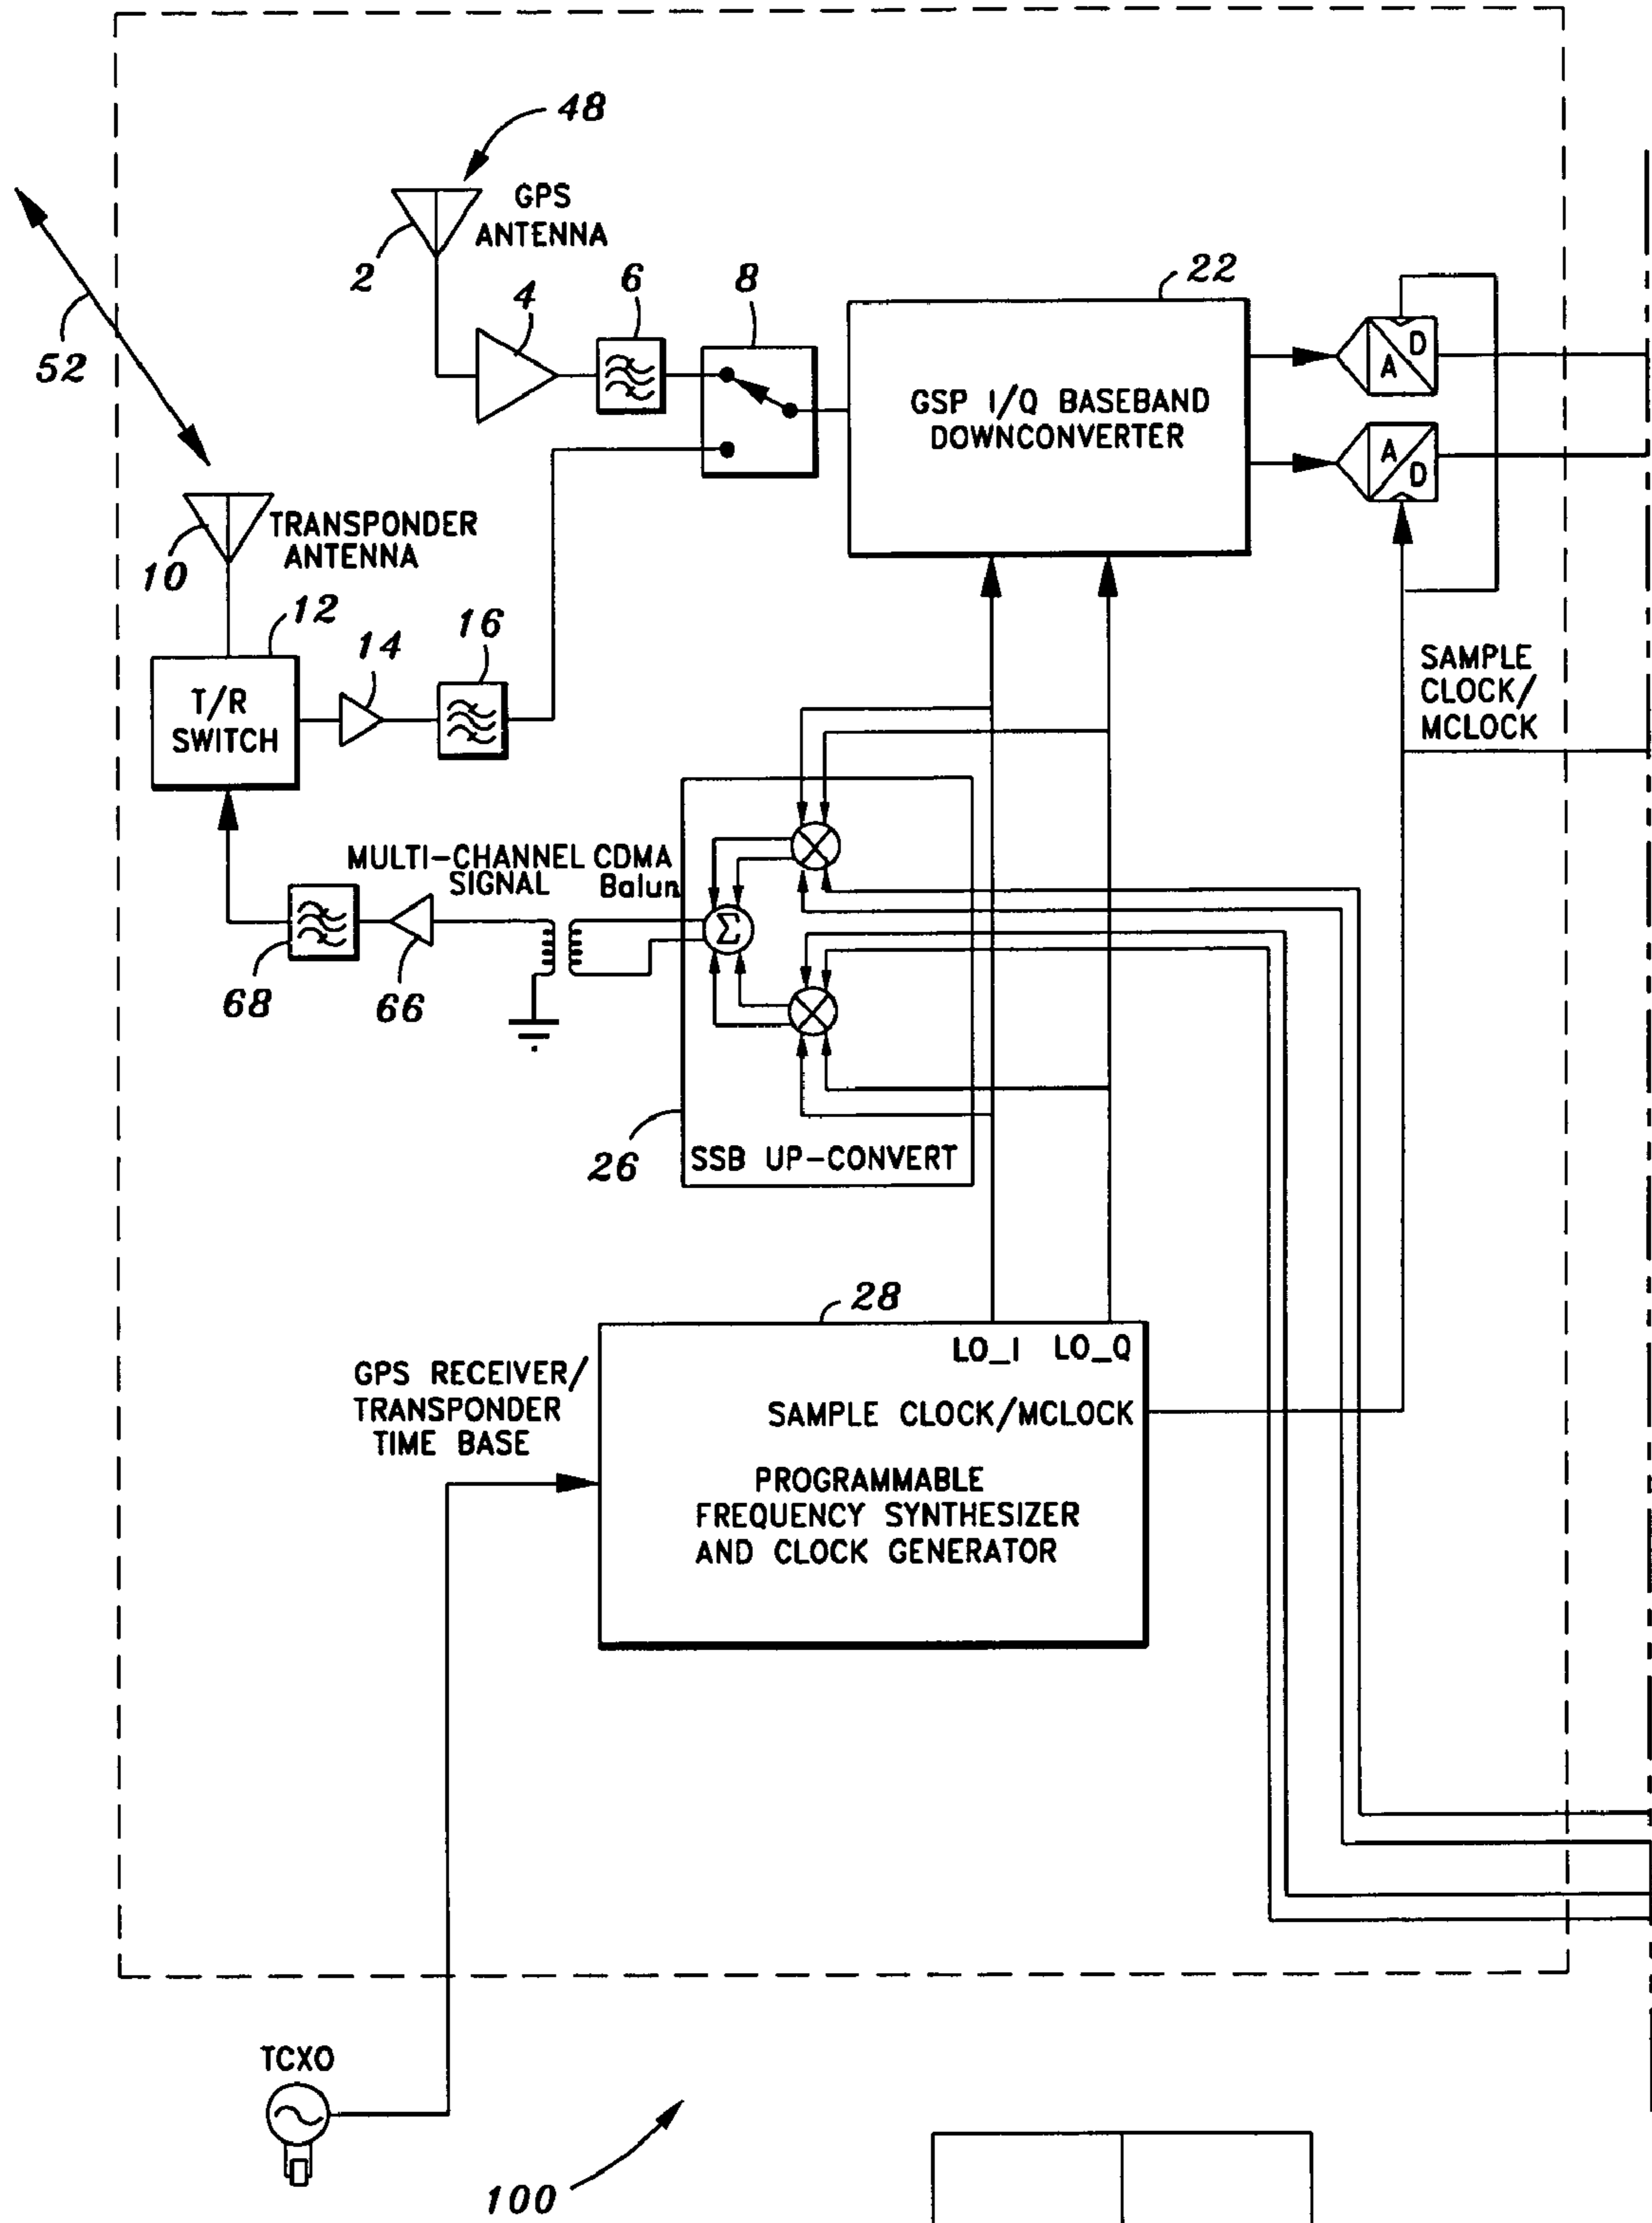 48
GPS
ANTENNA
2
4
6
8
22
52
GSP I/Q BASEBAND
DOWNCONVERTER
A D
A D
TRANSPONDER
ANTENNA
10
12
14
16
T/R
SWITCH
SAMPLE
CLOCK/
MCLOCK
MULTI-CHANNEL CDMA
SIGNAL Balun
Σ
68
66
26
SSB UP-CONVERT
28
LO_I LO_Q
GPS RECEIVER/
TRANSPONDER
TIME BASE
SAMPLE CLOCK/MCLOCK
PROGRAMMABLE
FREQUENCY SYNTHESIZER
AND CLOCK GENERATOR
TCXO
100